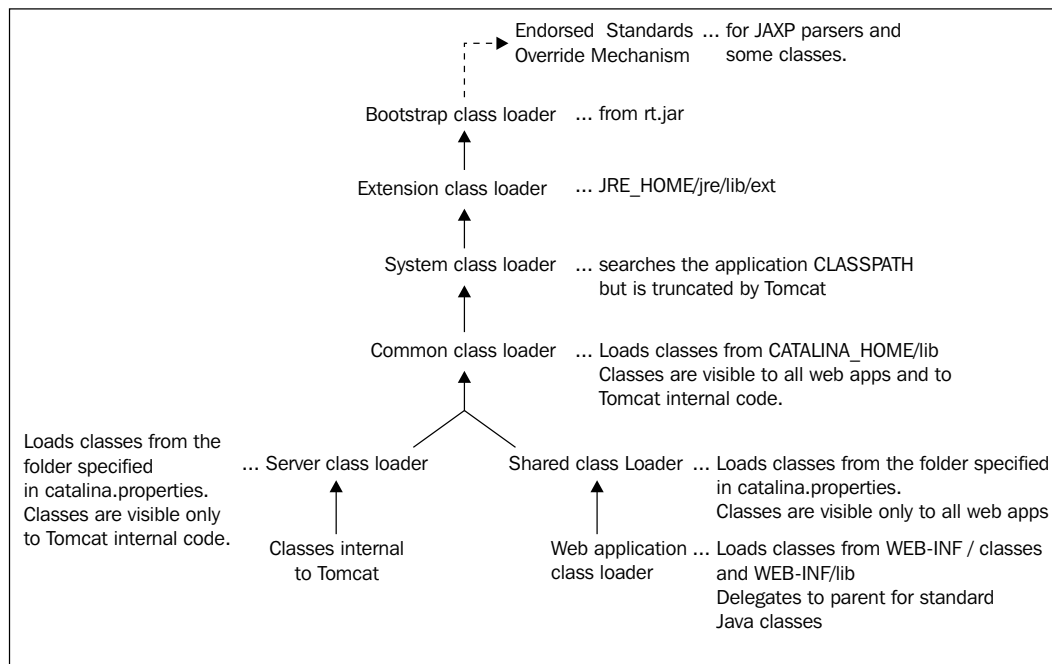 Endorsed Standards ... for JAXP parsers and
Override Mechanism some classes.
Bootstrap class loader ... from rt.jar
Extension class loader ... JRE_HOME/jre/lib/ext
System class loader ... searches the application CLASSPATH
but is truncated by Tomcat
Common class loader ... Loads classes from CATALINA_HOME/lib
Classes are visible to all web apps and to
Tomcat internal code.
Loads classes from the
folder specified
in catalina.properties.
Classes are visible only
to Tomcat internal code.
... Server class loader
Shared class Loader ... Loads classes from the folder specified
in catalina.properties.
Classes are visible only to all web apps
Classes internal
to Tomcat
Web application ... Loads classes from WEB-INF / classes
class loader and WEB-INF/lib
Delegates to parent for standard
Java classes